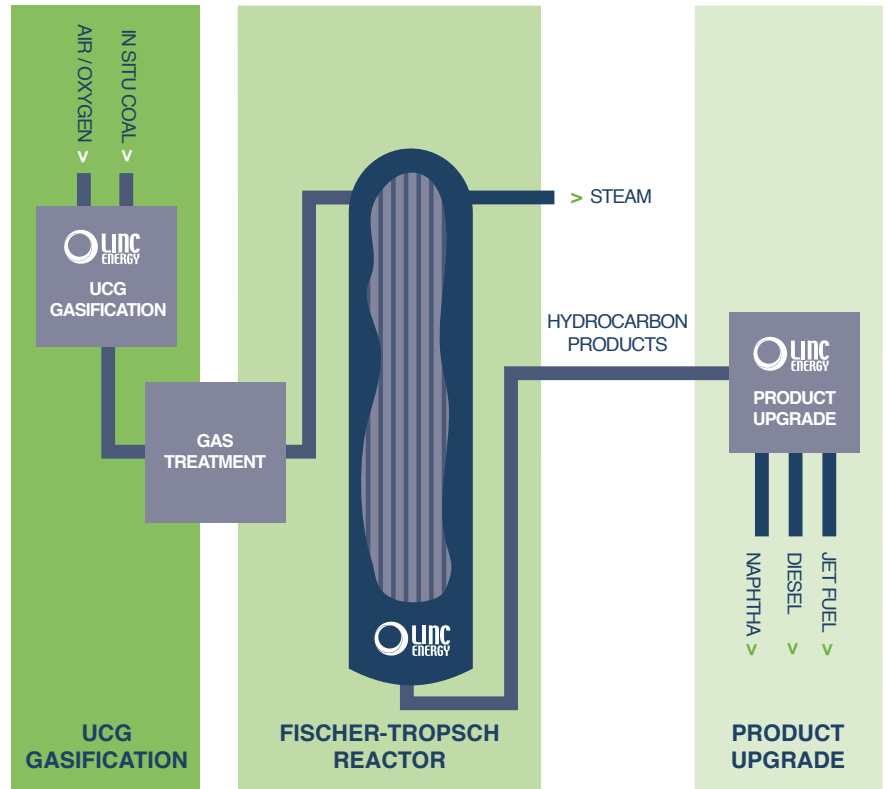 AIR / OXYGEN
IN SITU COAL
LINC
ENERGY
UCG
GASIFICATION
GAS
TREATMENT
STEAM
HYDROCARBON
PRODUCTS
LINC
ENERGY
PRODUCT
UPGRADE
NAPHTHA
DIESEL
JET FUEL
LINC
ENERGY
UCG
GASIFICATION
FISCHER-TROPSCH
REACTOR
PRODUCT
UPGRADE